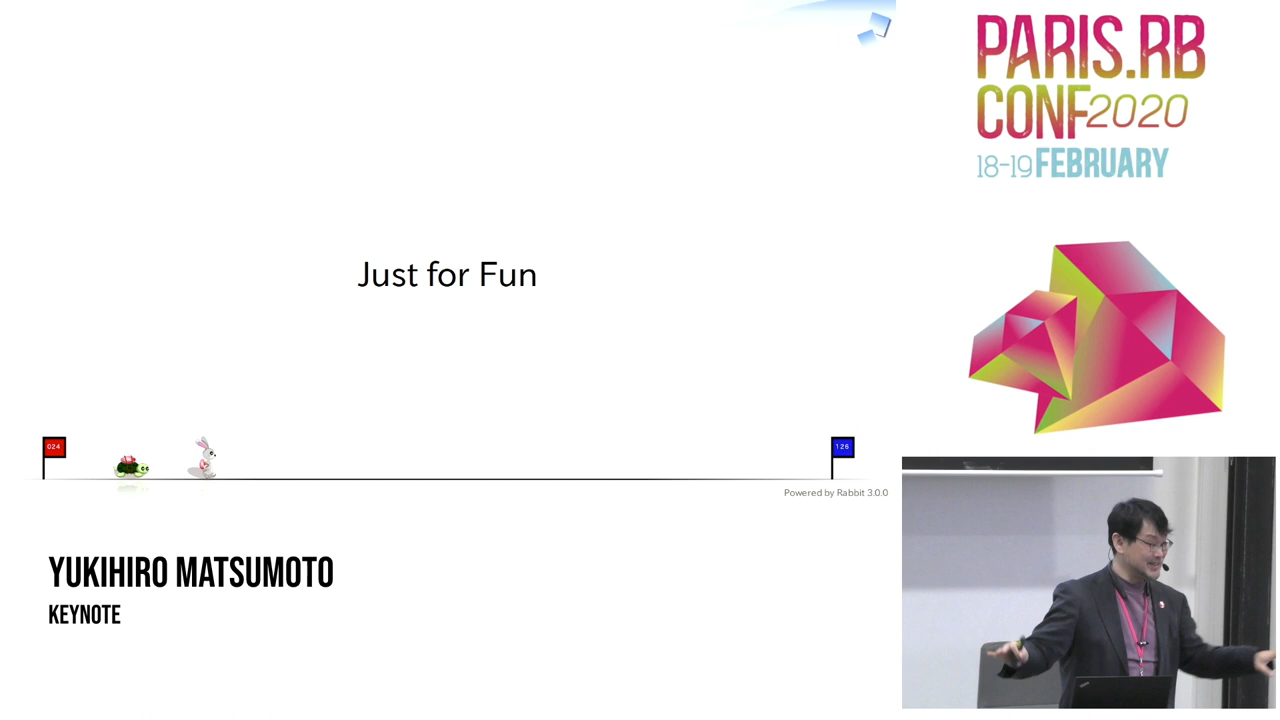 PARIS.RB
CONF2020
18-19 FEBRUARY
Just for Fun
024
126
Powered by Rabbit 3.0.0
YUKIHIRO MATSUMOTO
KEYNOTE